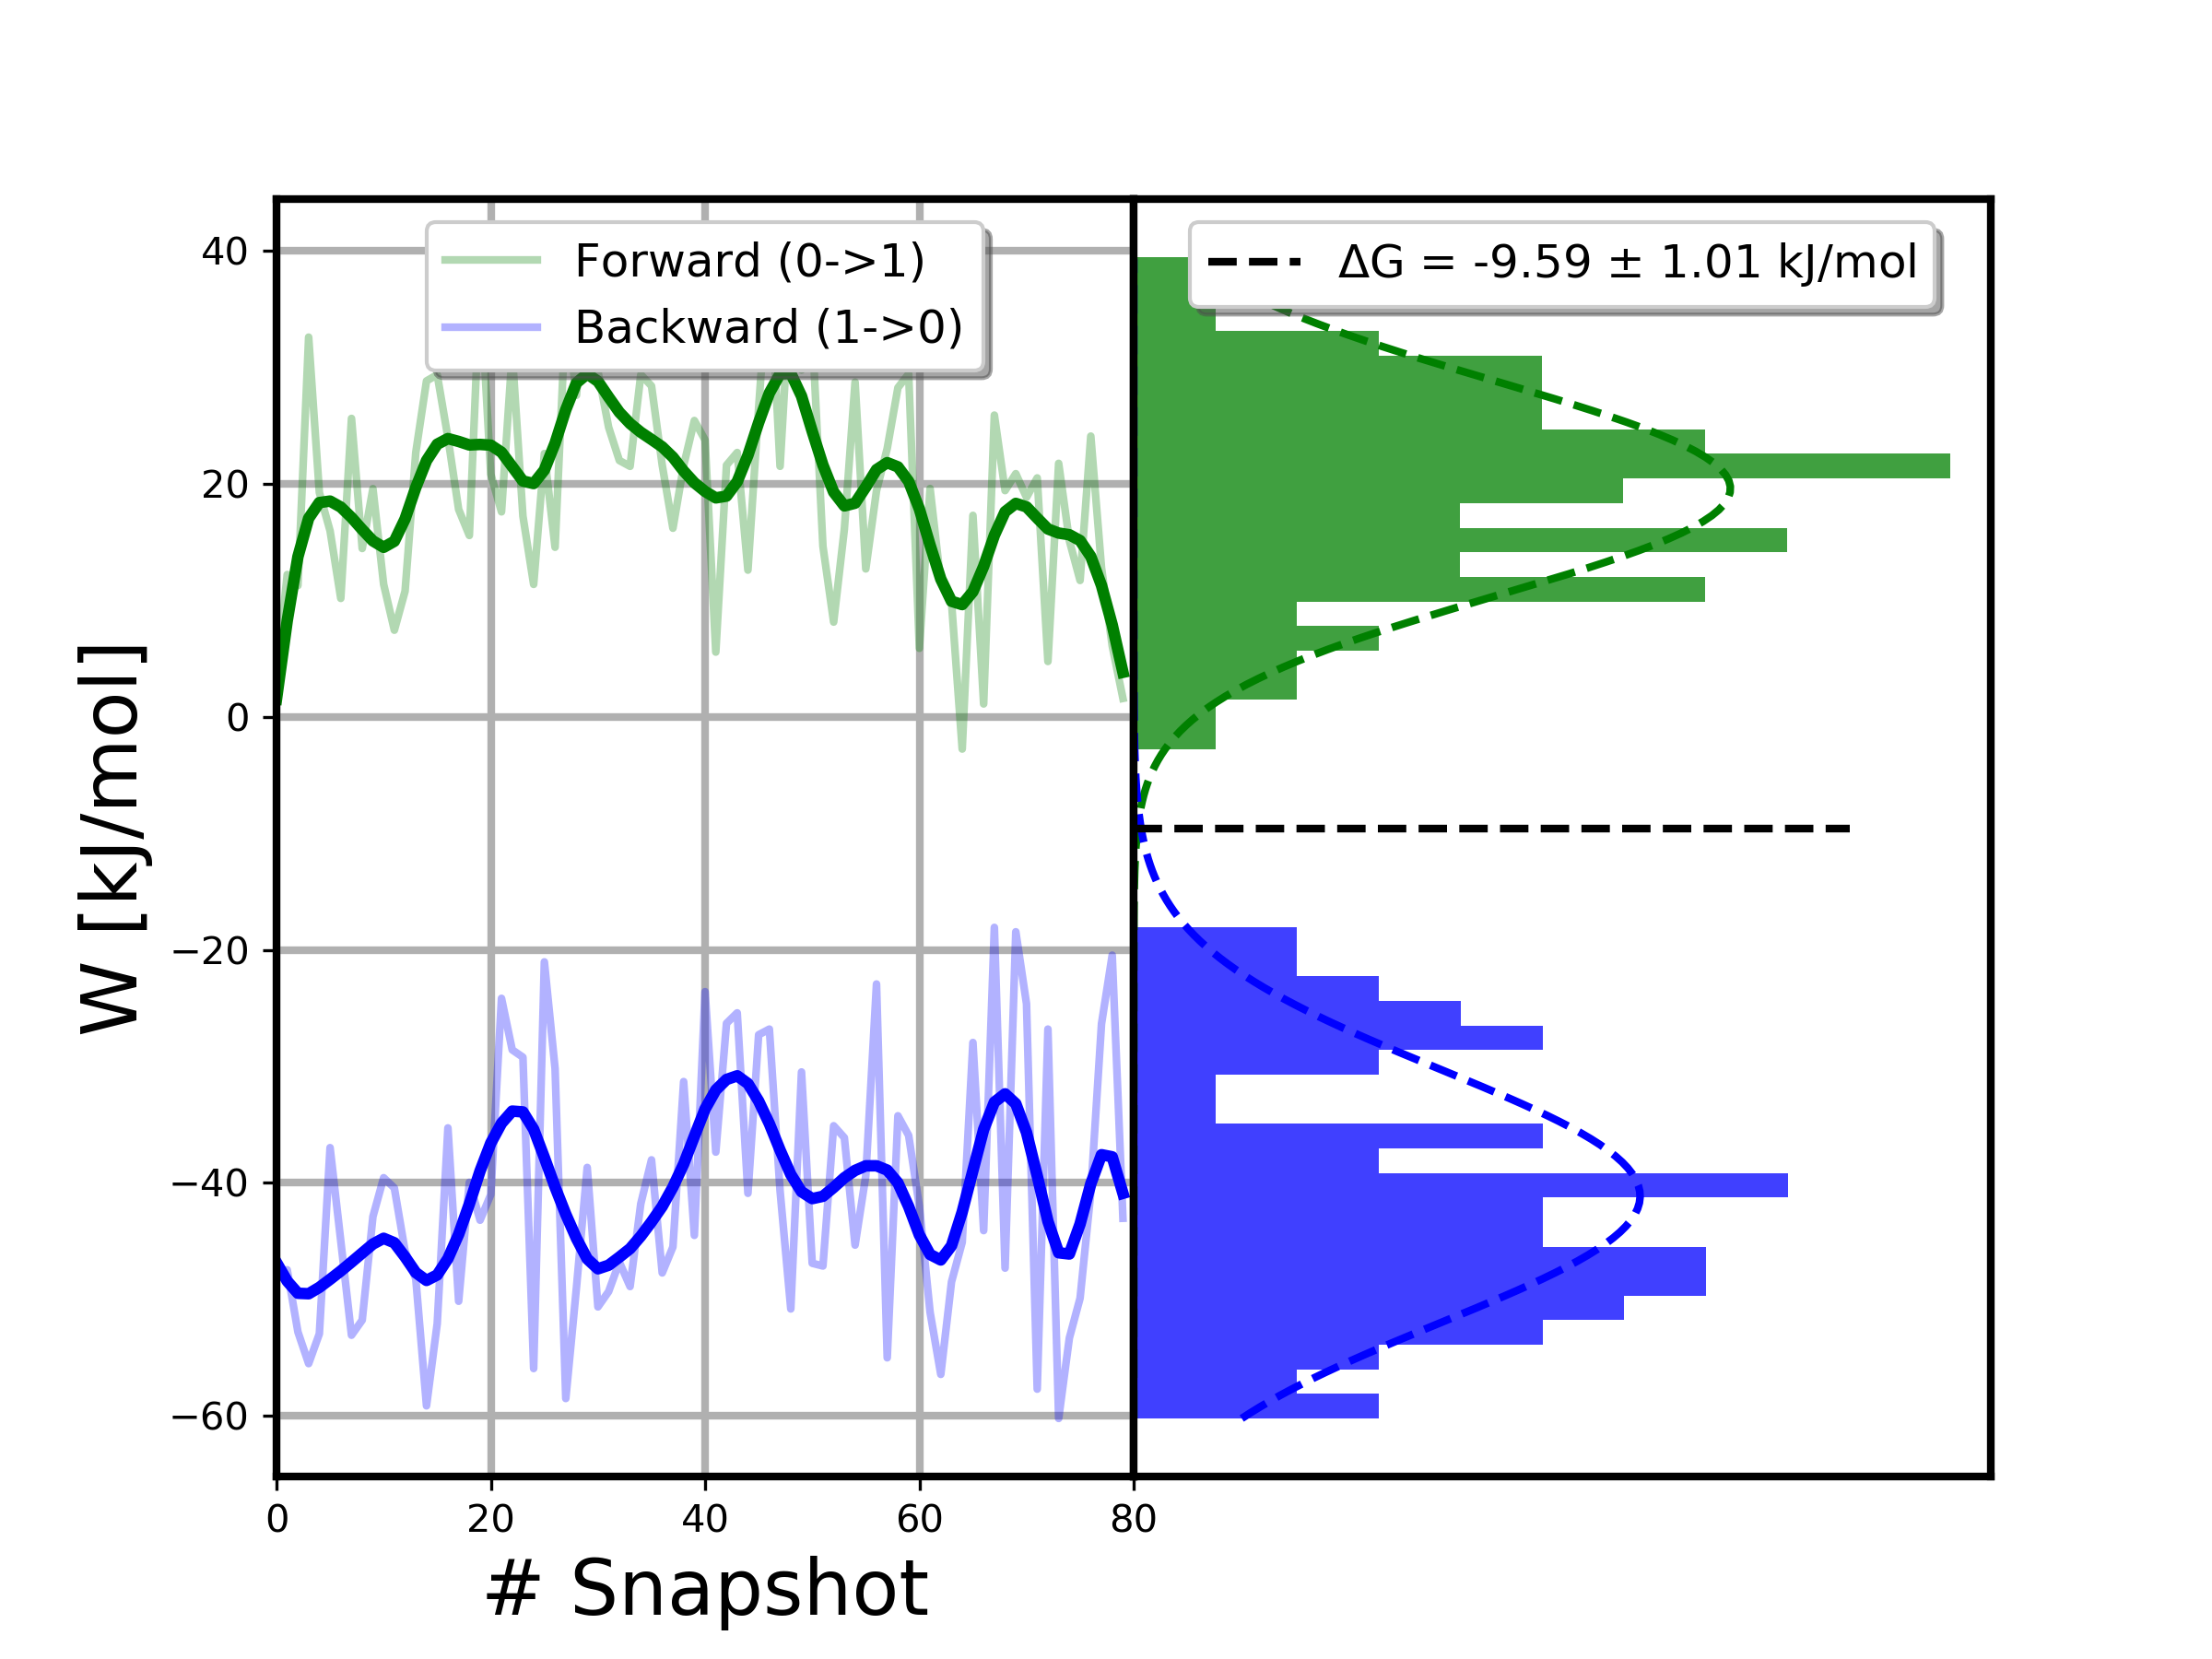 Forward (0->1)
Backward (1->0)
ΔG = -9.59 ± 1.01 kJ/mol
40
20
0
−20
−40
−60
W [kJ/mol]
0 20 40 60 80
# Snapshot